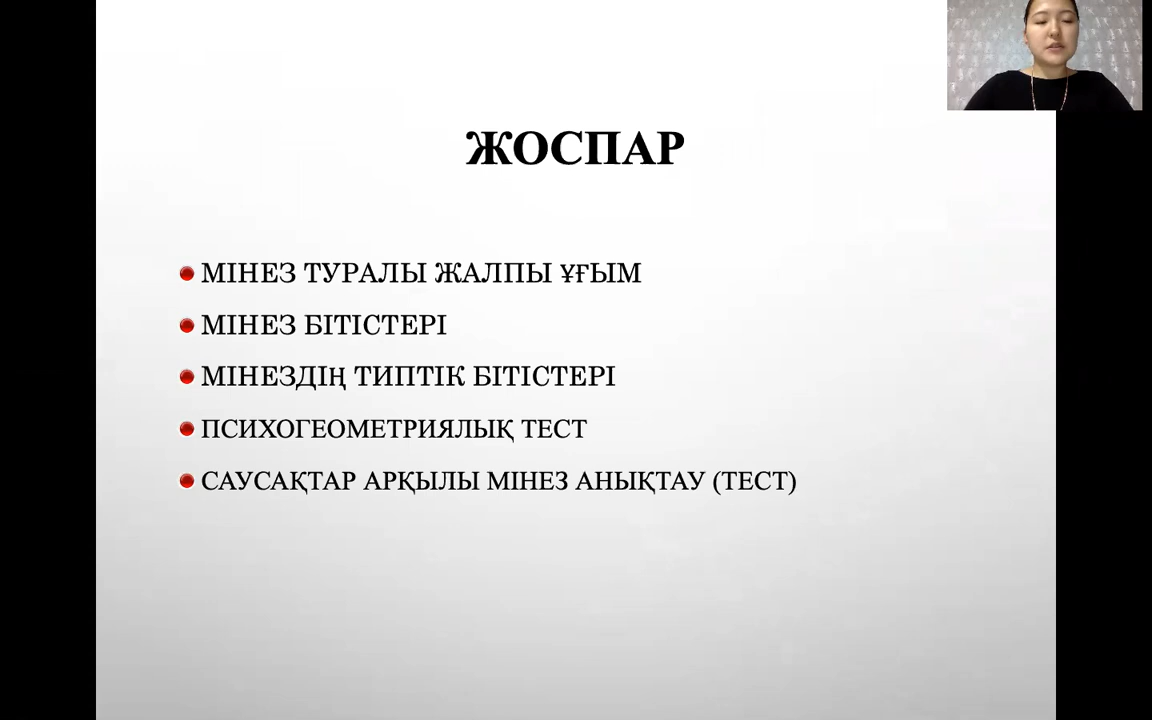 ЖОСПАР
МІНЕЗ ТУРАЛЫ ЖАЛПЫ ҰҒЫМ
МІНЕЗ БІТІСТЕРІ
МІНЕЗДІҢ ТИПТІК БІТІСТЕРІ
ПСИХОГЕОМЕТРИЯЛЫҚ ТЕСТ
САУСАҚТАР АРҚЫЛЫ МІНЕЗ АНЫҚТАУ (ТЕСТ)